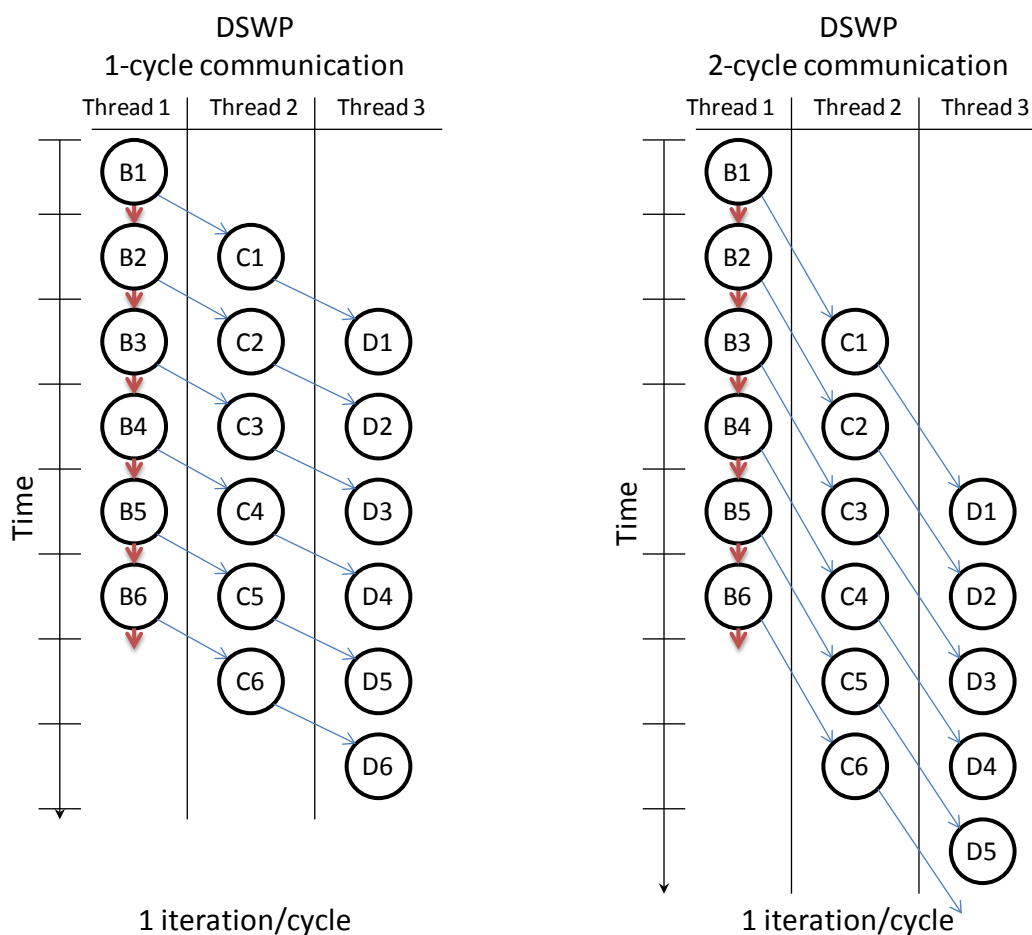 DSWP
1-cycle communication
Thread 1 Thread 2 Thread 3
Time
B1
B2 C1
B3 C2 D1
B4 C3 D2
B5 C4 D3
B6 C5 D4
C6 D5
D6
1 iteration/cycle
DSWP
2-cycle communication
Thread 1 Thread 2 Thread 3
Time
B1
B2
B3 C1
B4 C2
B5 C3 D1
B6 C4 D2
C5 D3
C6 D4
D5
1 iteration/cycle